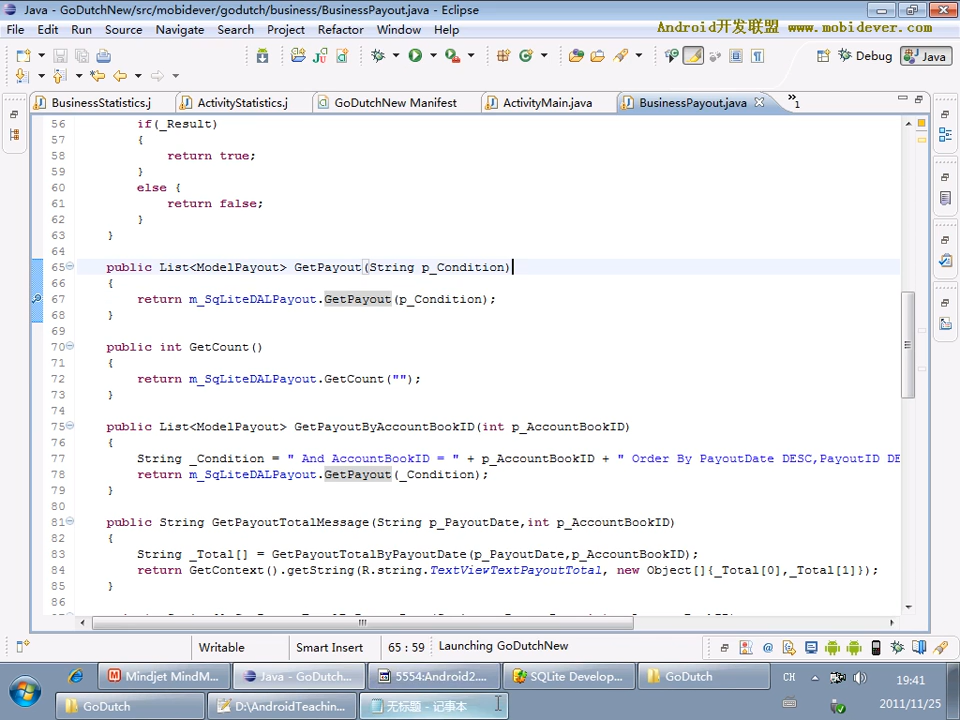 Java - GoDutchNew/src/mobidever/godutch/business/BusinessPayout.java - Eclipse
File Edit Run Source Navigate Search Project Refactor Window Help
Android开发联盟 www.mobidever.com
Debug Java
BusinessStatistics.j ActivityStatistics.j GoDutchNew Manifest ActivityMain.java BusinessPayout.java »1
56 if(_Result)
57 {
58 return true;
59 }
60 else {
61 return false;
62 }
63 }
64
65 public List<ModelPayout> GetPayout(String p_Condition)
66 {
67 return m_SqLiteDALPayout.GetPayout(p_Condition);
68 }
69
70 public int GetCount()
71 {
72 return m_SqLiteDALPayout.GetCount("");
73 }
74
75 public List<ModelPayout> GetPayoutByAccountBookID(int p_AccountBookID)
76 {
77 String _Condition = " And AccountBookID = " + p_AccountBookID + " Order By PayoutDate DESC,PayoutID DE
78 return m_SqLiteDALPayout.GetPayout(_Condition);
79 }
80
81 public String GetPayoutTotalMessage(String p_PayoutDate,int p_AccountBookID)
82 {
83 String _Total[] = GetPayoutTotalByPayoutDate(p_PayoutDate,p_AccountBookID);
84 return GetContext().getString(R.string.TextViewTextPayoutTotal, new Object[]{_Total[0],_Total[1]});
85 }
86
Writable Smart Insert 65 : 59 Launching GoDutchNew
Mindjet MindM... Java - GoDutch... 5554:Android2.... SQLite Develop... GoDutch CH 19:41
GoDutch D:\AndroidTeachin... 无标题 - 记事本 2011/11/25